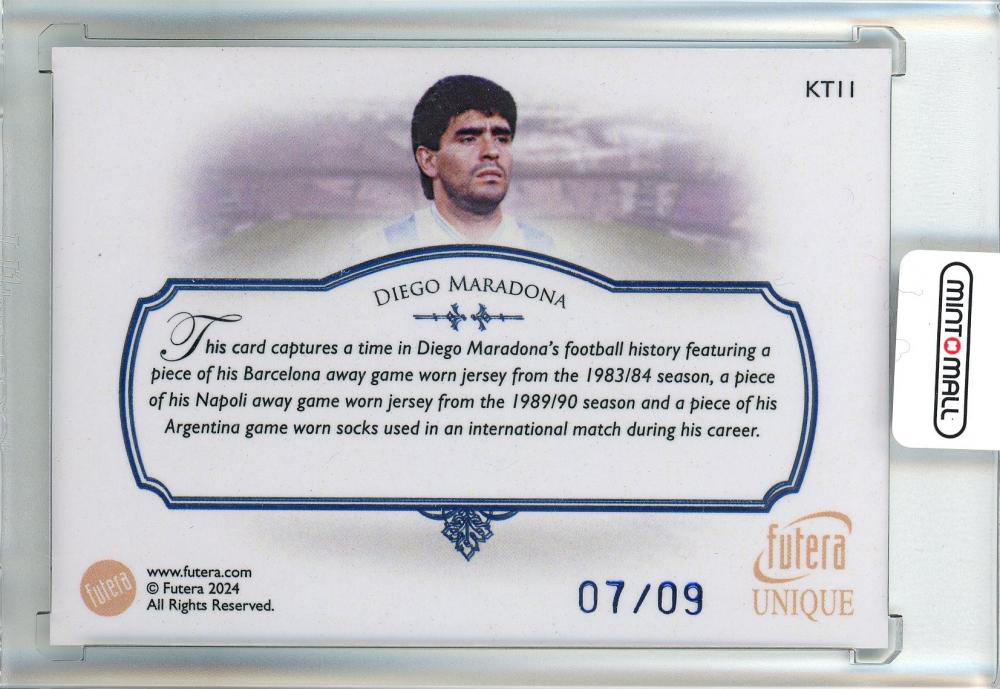 KT11
DIEGO MARADONA
This card captures a time in Diego Maradona's football history featuring a
piece of his Barcelona away game worn jersey from the 1983/84 season, a piece
of his Napoli away game worn jersey from the 1989/90 season and a piece of his
Argentina game worn socks used in an international match during his career.
MINTMALL
futera
www.futera.com
© Futera 2024
All Rights Reserved.
07/09
futera
UNIQUE